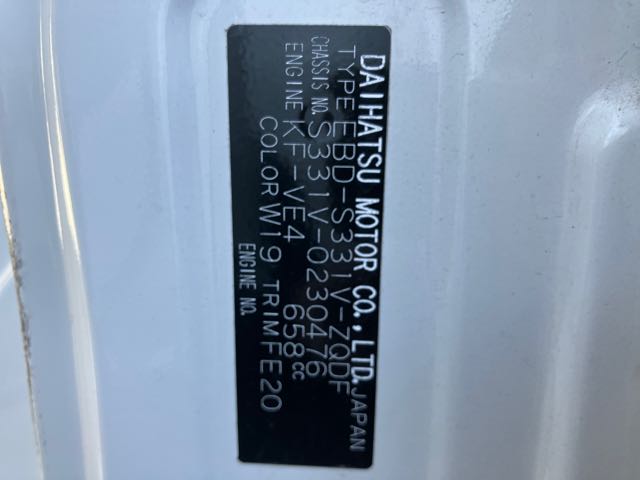 DAIHATSU MOTOR CO., LTD. JAPAN
TYPE EBD-S331V-ZQDF
CHASSIS NO. S331V-0230476
ENGINE KF-VE4 658cc
COLOR W19 TRIM FE20
ENGINE NO.